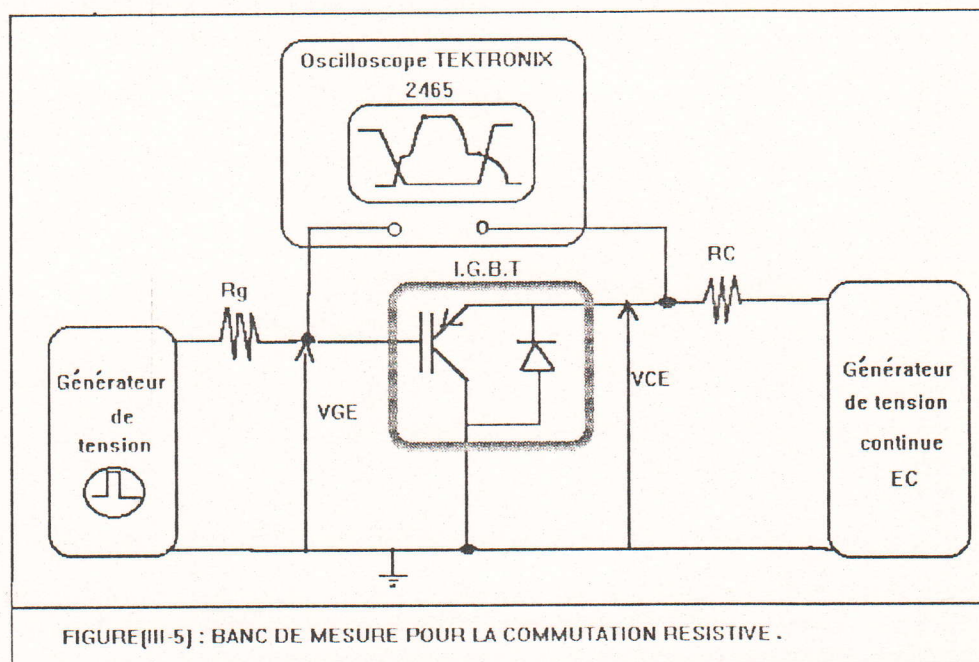 Oscilloscope TEKTRONIX
2465
I.G.B.T
RC
Rg
Générateur
de
tension
VGE
VCE
Générateur
de tension
continue
EC
FIGURE(III-5) : BANC DE MESURE POUR LA COMMUTATION RESISTIVE .